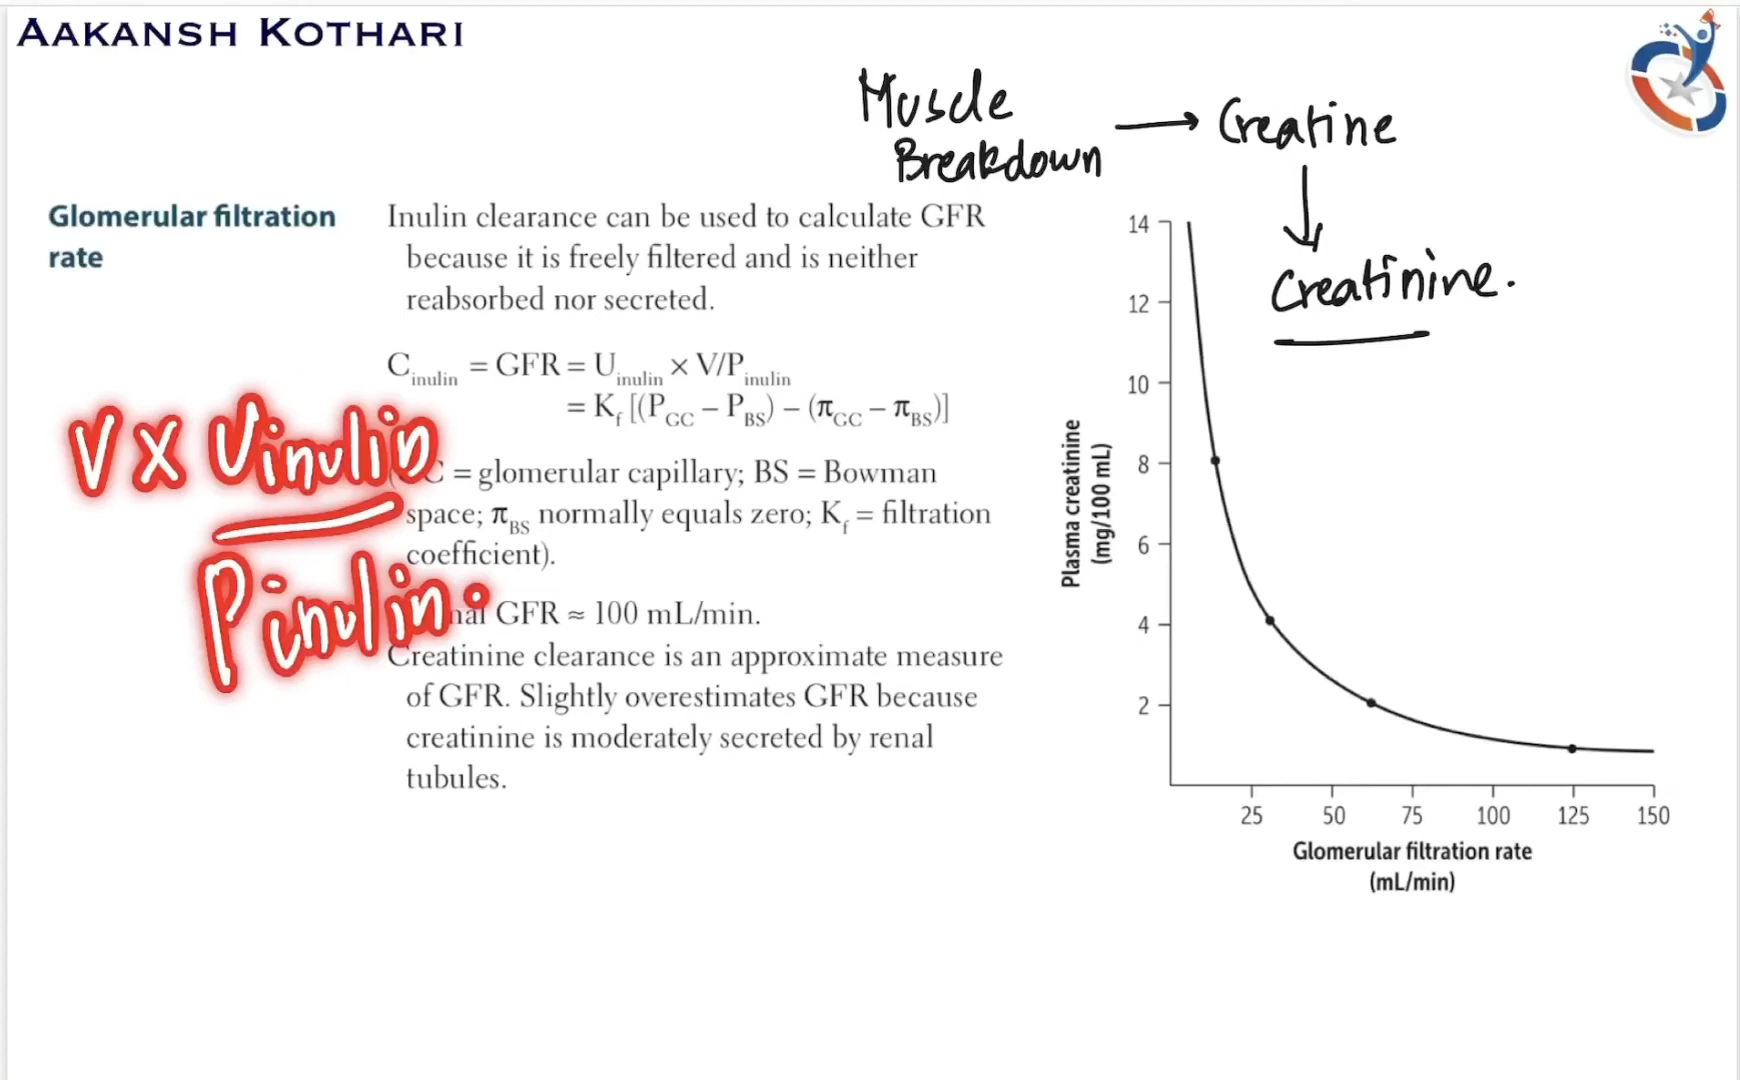 AAKANSH KOTHARI
Muscle
Breakdown → Creatine
↓
Creatinine.
Glomerular filtration
rate
Inulin clearance can be used to calculate GFR
because it is freely filtered and is neither
reabsorbed nor secreted.
C inulin = GFR = U inulin × V/P inulin
= Kf [(PGC – PBS) – (πGC – πBS)]
V X Uinulin
Pinulin.
C = glomerular capillary; BS = Bowman
space; πBS normally equals zero; Kf = filtration
coefficient).
GFR ≈ 100 mL/min.
Creatinine clearance is an approximate measure
of GFR. Slightly overestimates GFR because
creatinine is moderately secreted by renal
tubules.
Plasma creatinine
(mg/100 mL)
14
12
10
8
6
4
2
25 50 75 100 125 150
Glomerular filtration rate
(mL/min)